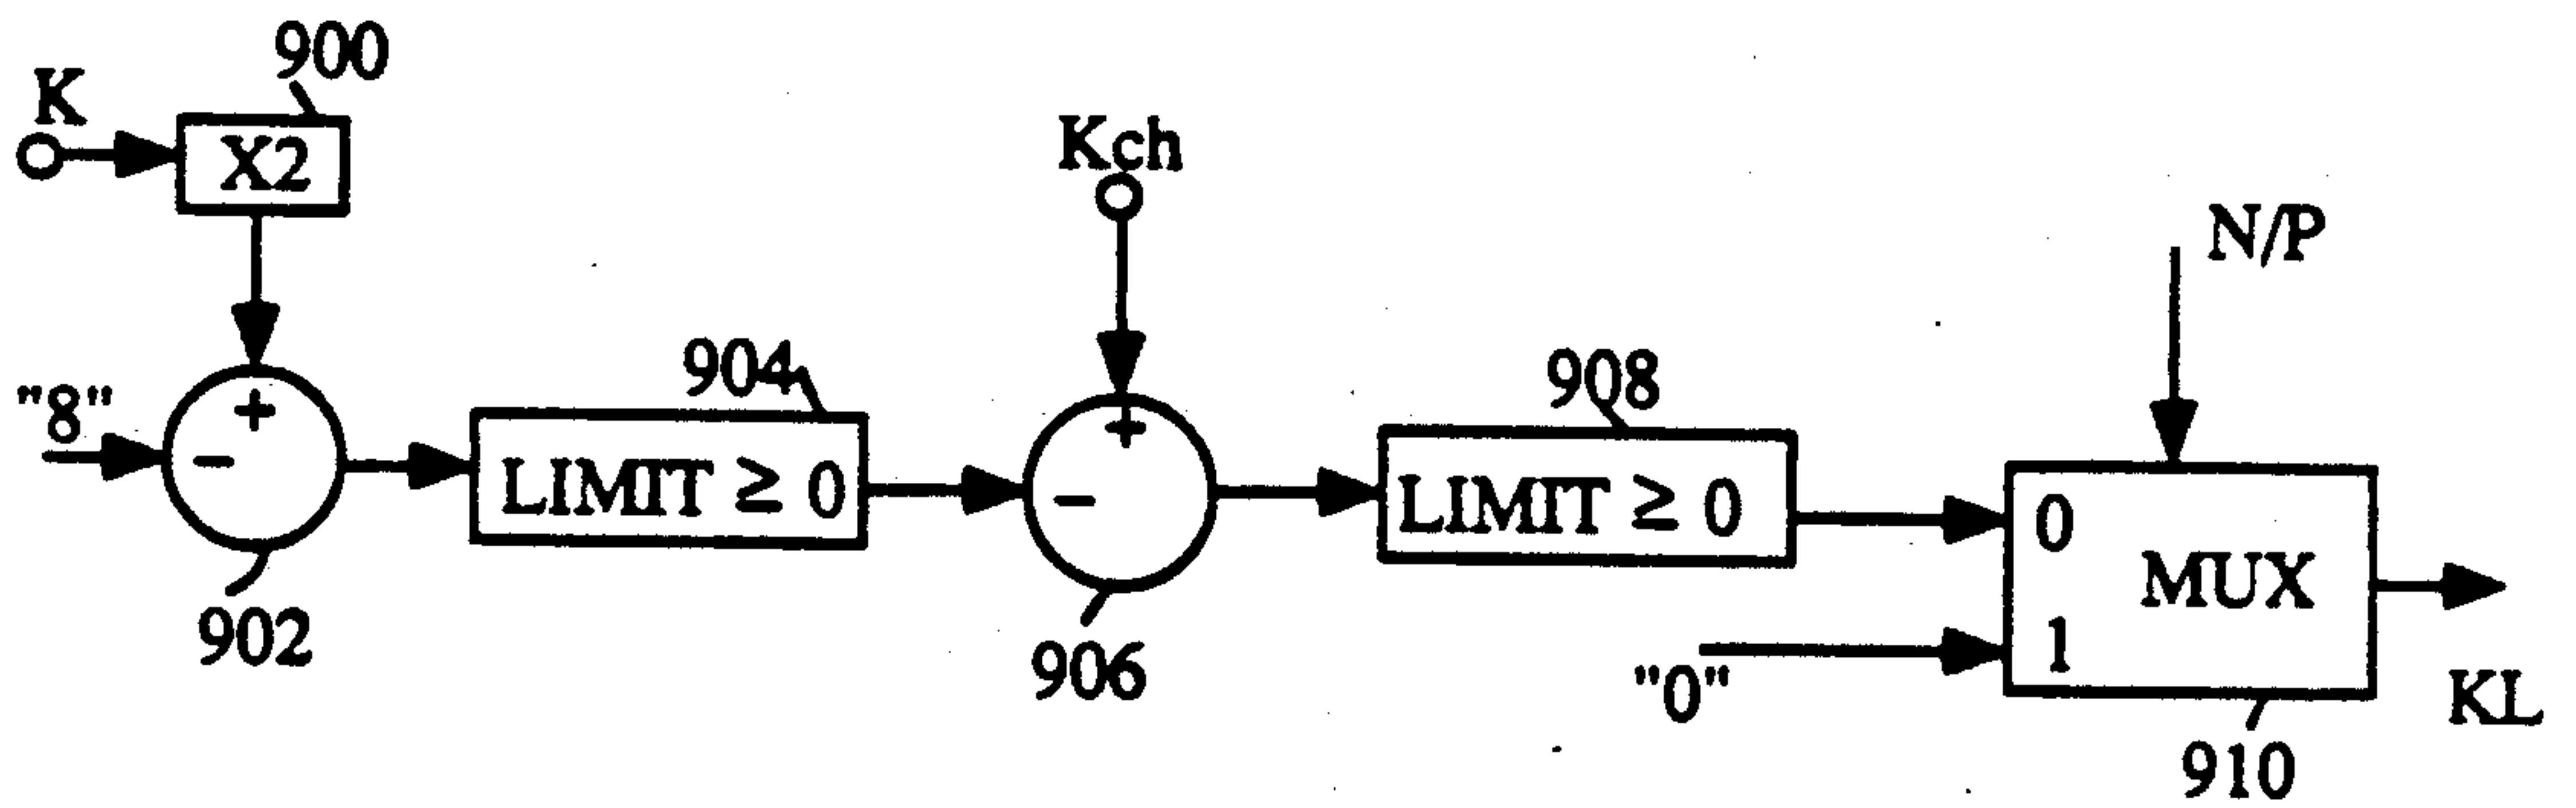 900
K
X2
Kch
N/P
"8"
+
−
904
LIMIT ≥ 0
+
−
908
LIMIT ≥ 0
0
MUX
1
"0"
KL
902
906
910